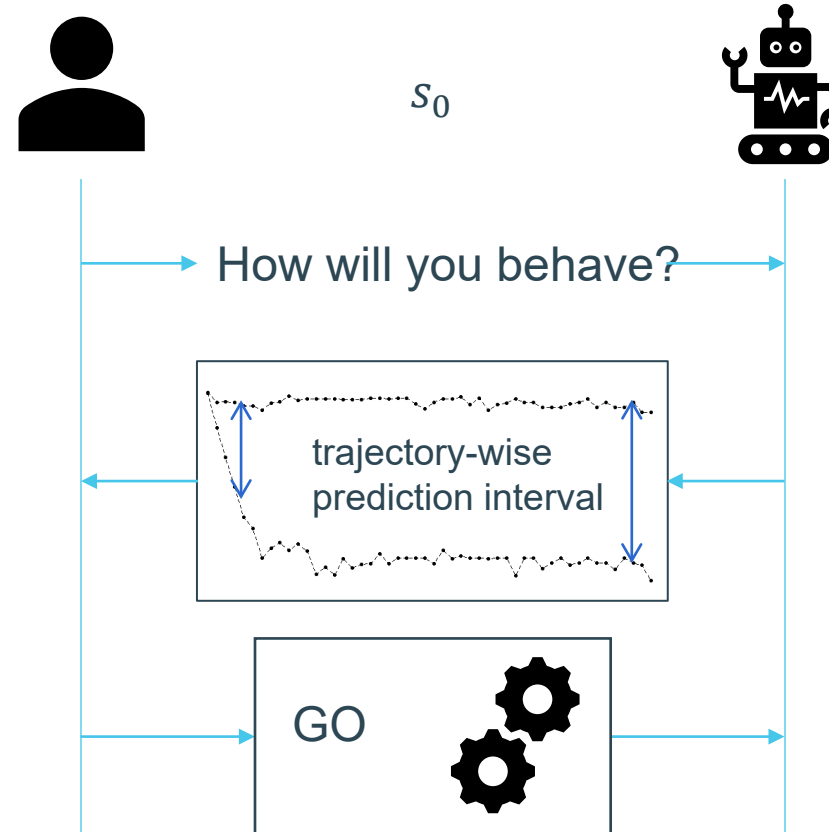 s₀
How will you behave?
trajectory-wise
prediction interval
GO